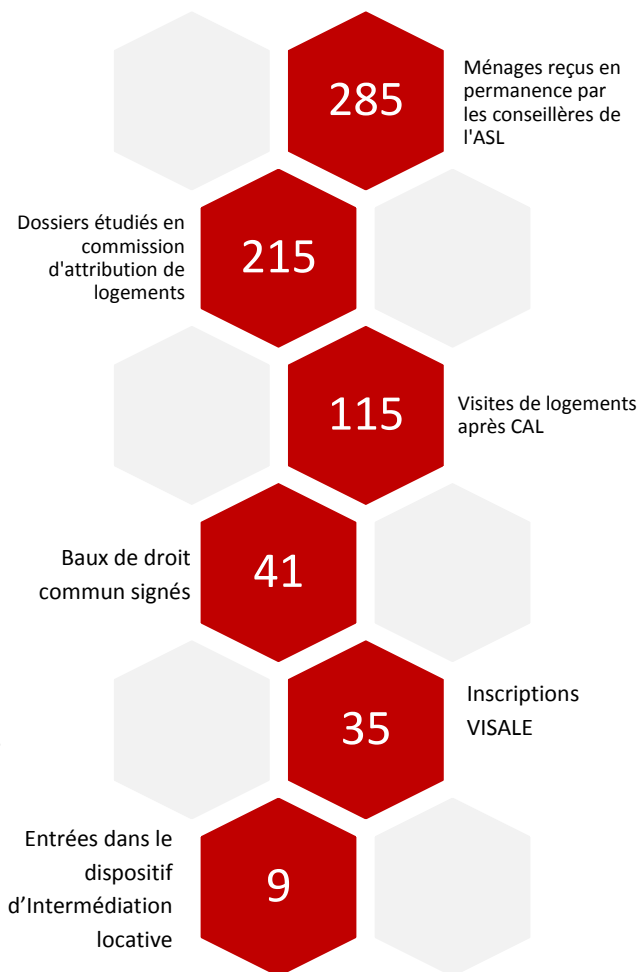 285
Ménages reçus en
permanence par
les conseillères de
l'ASL
Dossiers étudiés en
commission
d'attribution de
logements
215
115
Visites de logements
après CAL
Baux de droit
commun signés
41
35
Inscriptions
VISALE
Entrées dans le
dispositif
d’Intermédiation
locative
9